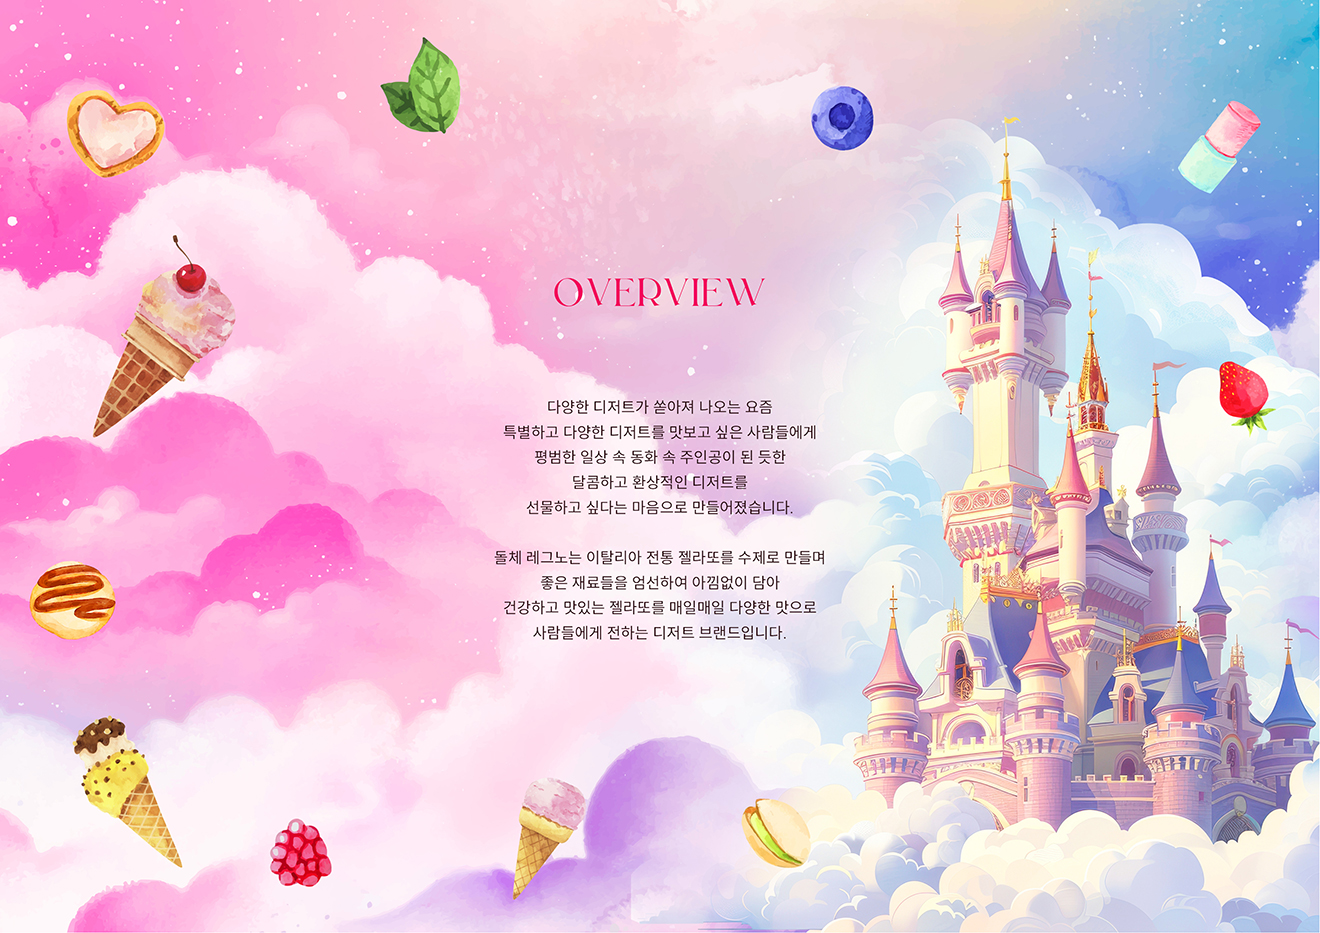 OVERVIEW
다양한 디저트가 쏟아져 나오는 요즘
특별하고 다양한 디저트를 맛보고 싶은 사람들에게
평범한 일상 속 동화 속 주인공이 된 듯한
달콤하고 환상적인 디저트를
선물하고 싶다는 마음으로 만들어졌습니다.
돌체 레그노는 이탈리아 전통 젤라또를 수제로 만들며
좋은 재료들을 엄선하여 아낌없이 담아
건강하고 맛있는 젤라또를 매일매일 다양한 맛으로
사람들에게 전하는 디저트 브랜드입니다.